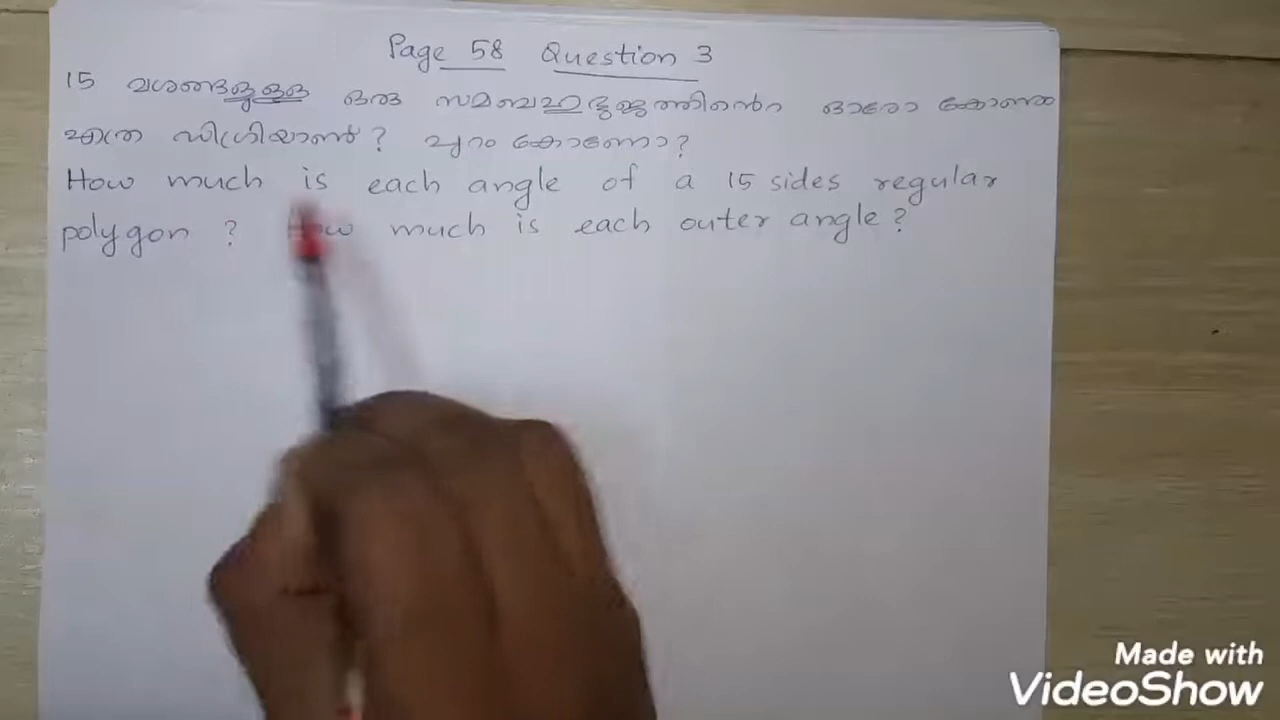 Page 58 Question 3
15 വശങ്ങളുള്ള ഒരു സമബഹുഭുജത്തിന്റെ ഓരോ കോണും
എത്ര ഡിഗ്രിയാണ്? പുറം കോണോ?
How much is each angle of a 15 sides regular
polygon ? How much is each outer angle?
Made with
VideoShow